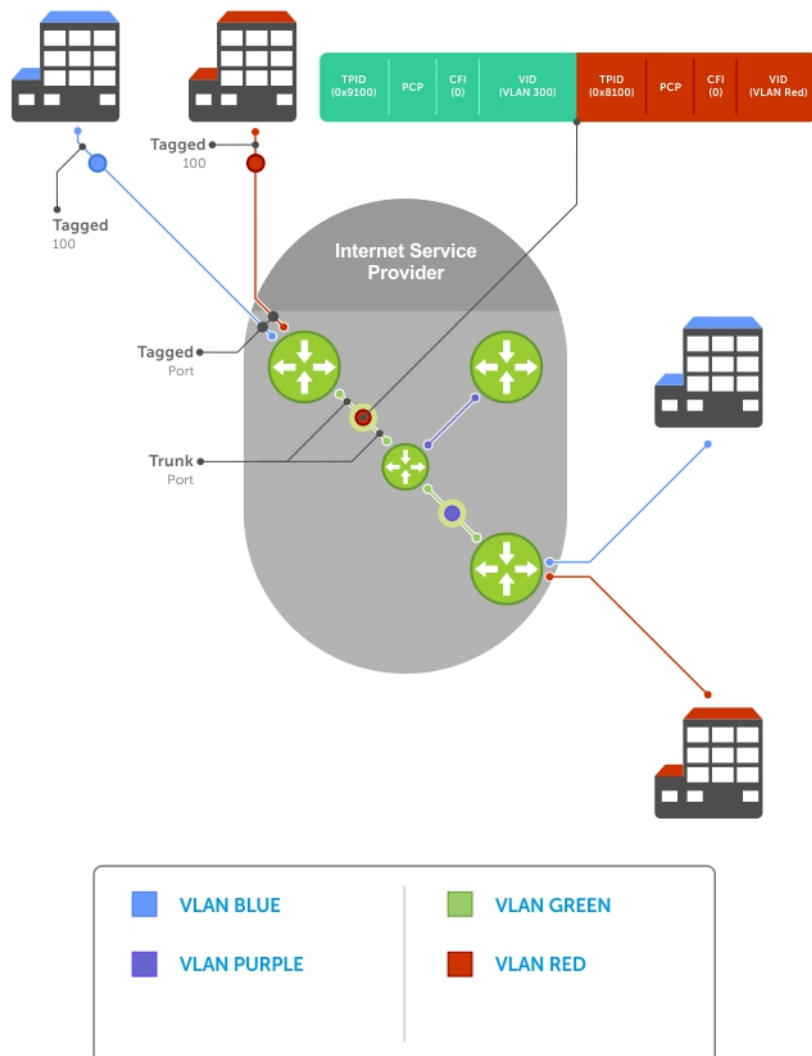 TPID
(0x9100)
PCP
CFI
(0)
VID
(VLAN 300)
TPID
(0x8100)
PCP
CFI
(0)
VID
(VLAN Red)
Tagged
100
Tagged
100
Internet Service
Provider
Tagged
Port
Trunk
Port
VLAN BLUE
VLAN GREEN
VLAN PURPLE
VLAN RED